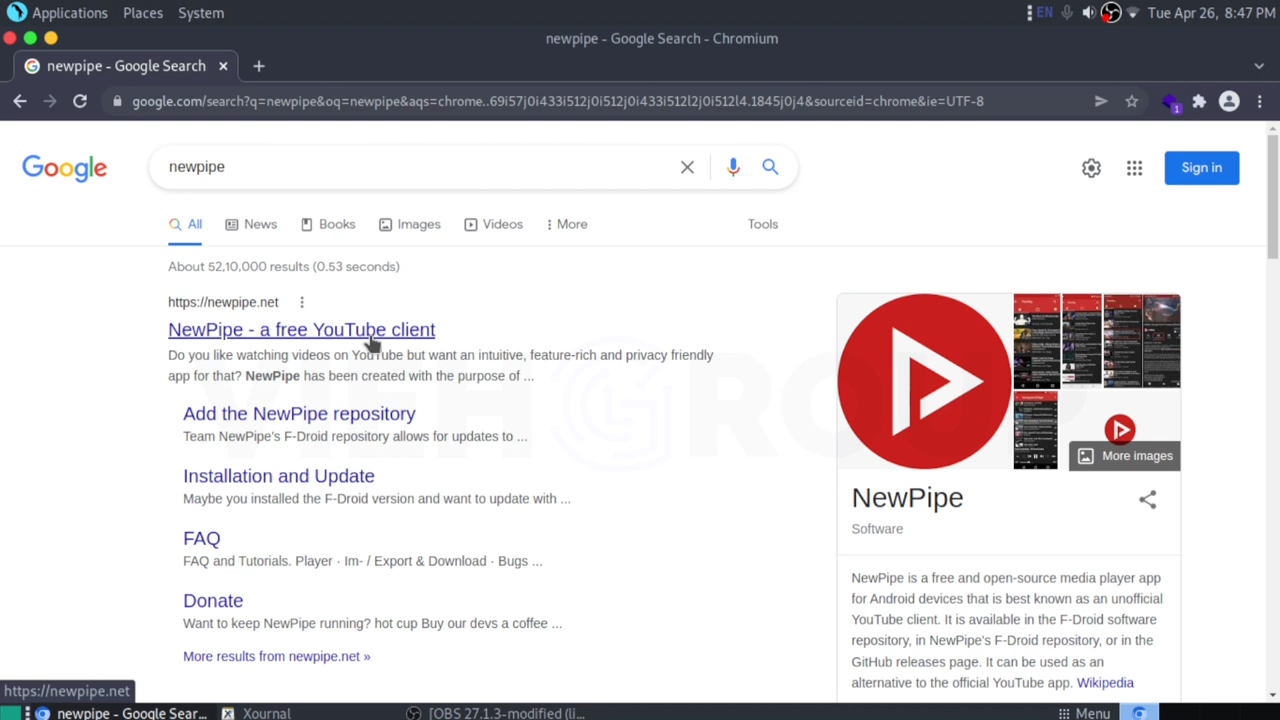 Applications Places System
EN
Tue Apr 26, 8:47 PM
newpipe - Google Search - Chromium
newpipe - Google Search
google.com/search?q=newpipe&oq=newpipe&aqs=chrome..69i57j0i433i512j0i512j0i433i512l2j0i512l4.1845j0j4&sourceid=chrome&ie=UTF-8
1
Google
newpipe
Sign in
All News Books Images Videos More Tools
About 52,10,000 results (0.53 seconds)
https://newpipe.net
NewPipe - a free YouTube client
Do you like watching videos on YouTube but want an intuitive, feature-rich and privacy friendly
app for that? NewPipe has been created with the purpose of ...
Add the NewPipe repository
Team NewPipe's F-Droid repository allows for updates to ...
Installation and Update
Maybe you installed the F-Droid version and want to update with ...
FAQ
FAQ and Tutorials. Player · Im- / Export & Download · Bugs ...
Donate
Want to keep NewPipe running? hot cup Buy our devs a coffee ...
More results from newpipe.net »
More images
NewPipe
Software
NewPipe is a free and open-source media player app
for Android devices that is best known as an unofficial
YouTube client. It is available in the F-Droid software
repository, in NewPipe's F-Droid repository, or in the
GitHub releases page. It can be used as an
alternative to the official YouTube app. Wikipedia
https://newpipe.net
newpipe - Google Sear...
Xournal
[OBS 27.1.3-modified (li...
Menu